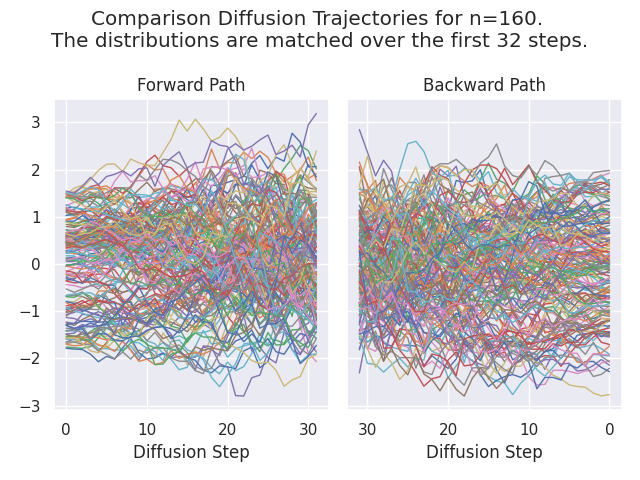 Comparison Diffusion Trajectories for n=160.
The distributions are matched over the first 32 steps.
Forward Path
Backward Path
3
2
1
0
−1
−2
−3
0 10 20 30
30 20 10 0
Diffusion Step
Diffusion Step